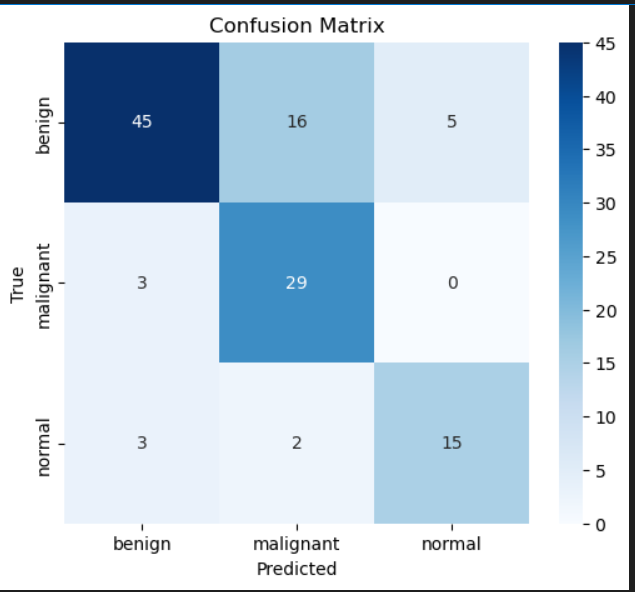 Confusion Matrix
True
benign
malignant
normal
45 16 5
3 29 0
3 2 15
benign malignant normal
Predicted
45
40
35
30
25
20
15
10
5
0